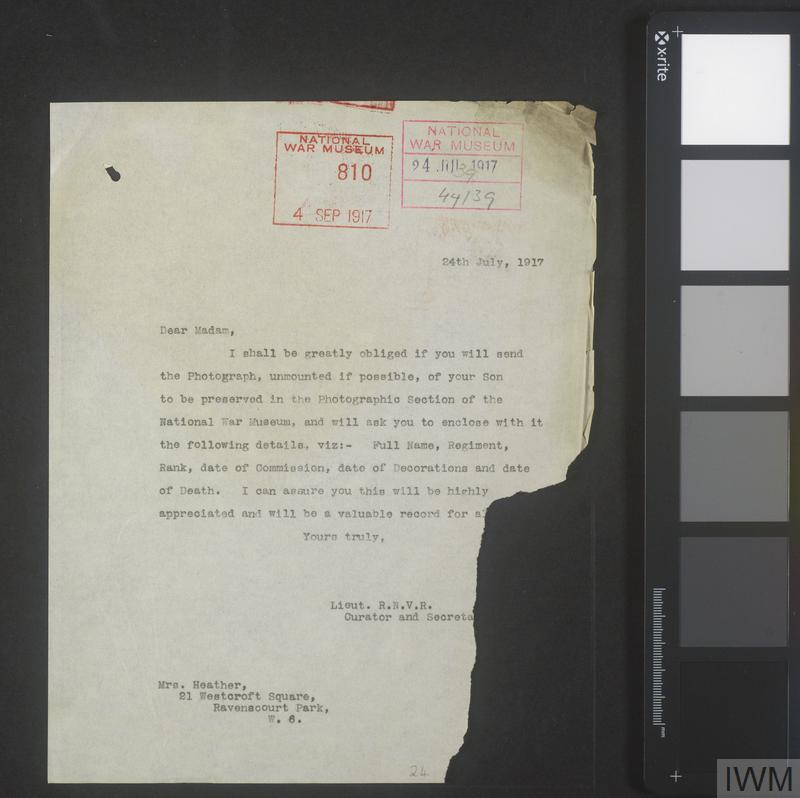 x·rite
NATIONAL
WAR MUSEUM
810
4 SEP 1917
NATIONAL
WAR MUSEUM
24 JUL 1917
44/39
24th July, 1917
Dear Madam,
I shall be greatly obliged if you will send
the Photograph, unmounted if possible, of your Son
to be preserved in the Photographic Section of the
National War Museum, and will ask you to enclose with it
the following details, viz:- Full Name, Regiment,
Rank, date of Commission, date of Decorations and date
of Death. I can assure you this will be highly
appreciated and will be a valuable record for a
Yours truly,
Lieut. R.N.V.R.
Curator and Secreta
Mrs. Heather,
21 Westcroft Square,
Ravenscourt Park,
W. 6.
24
mm
IWM